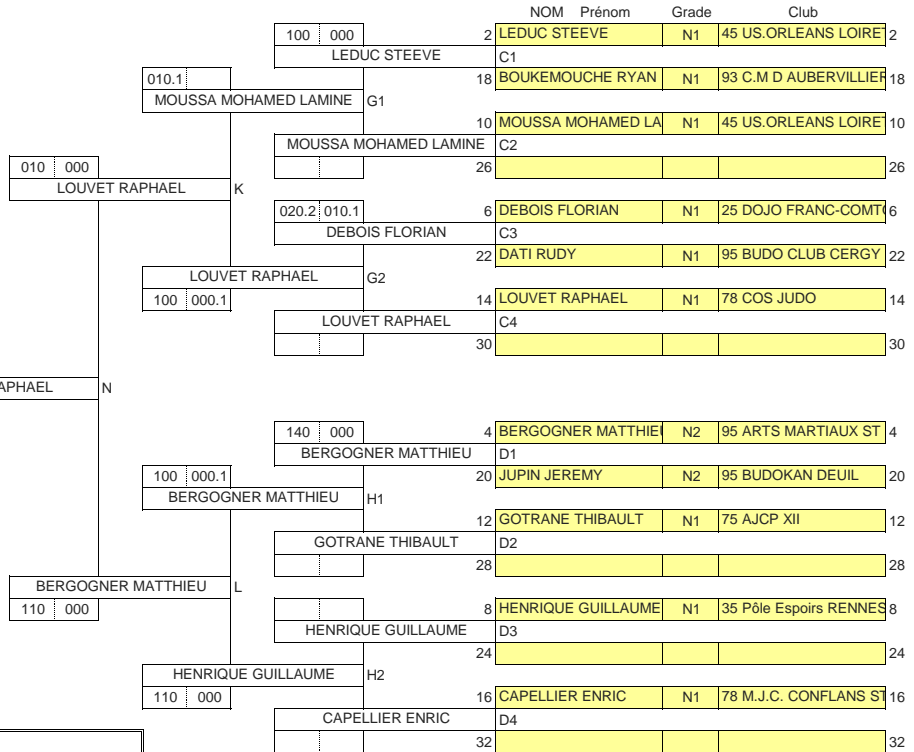 NOM Prénom Grade Club
100 000 2 LEDUC STEEVE N1 45 US.ORLEANS LOIRET 2
LEDUC STEEVE C1
010.1 18 BOUKEMOUCHE RYAN N1 93 C.M D AUBERVILLIER 18
MOUSSA MOHAMED LAMINE G1
10 MOUSSA MOHAMED LA N1 45 US.ORLEANS LOIRET 10
MOUSSA MOHAMED LAMINE C2
010 000 26 26
LOUVET RAPHAEL K
020.2 010.1 6 DEBOIS FLORIAN N1 25 DOJO FRANC-COMTO 6
DEBOIS FLORIAN C3
22 DATI RUDY N1 95 BUDO CLUB CERGY 22
LOUVET RAPHAEL G2
100 000.1 14 LOUVET RAPHAEL N1 78 COS JUDO 14
LOUVET RAPHAEL C4
30 30
APHAEL N
140 000 4 BERGOGNER MATTHIEU N2 95 ARTS MARTIAUX ST 4
BERGOGNER MATTHIEU D1
100 000.1 20 JUPIN JEREMY N2 95 BUDOKAN DEUIL 20
BERGOGNER MATTHIEU H1
12 GOTRANE THIBAULT N1 75 AJCP XII 12
GOTRANE THIBAULT D2
28 28
BERGOGNER MATTHIEU L
110 000 8 HENRIQUE GUILLAUME N1 35 Pôle Espoirs RENNES 8
HENRIQUE GUILLAUME D3
24 24
HENRIQUE GUILLAUME H2
110 000 16 CAPELLIER ENRIC N1 78 M.J.C. CONFLANS ST 16
CAPELLIER ENRIC D4
32 32